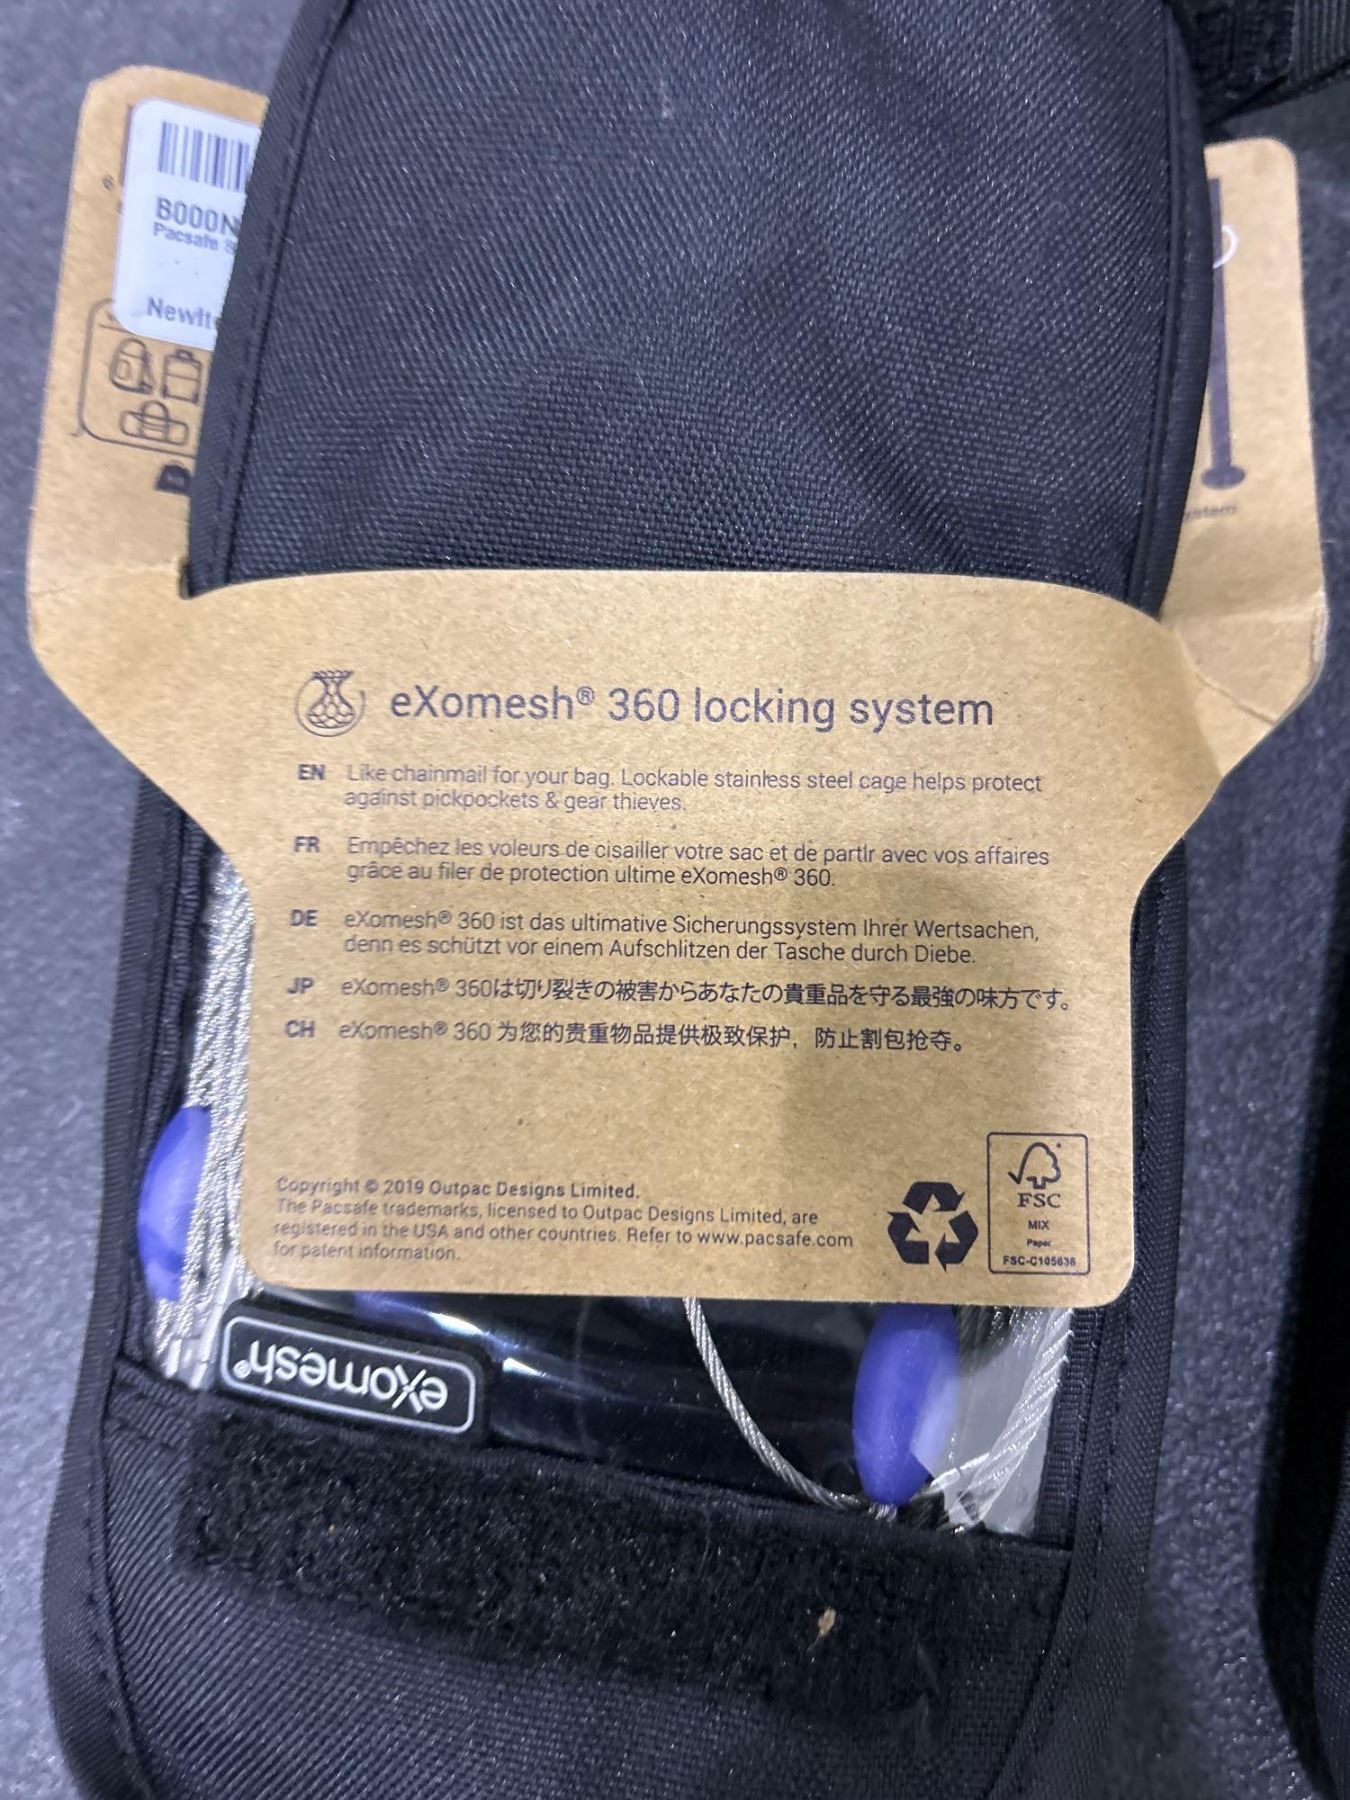 B000N
Pacsafe S
eXomesh® 360 locking system
EN Like chainmail for your bag. Lockable stainless steel cage helps protect
against pickpockets & gear thieves.
FR Empêchez les voleurs de cisailler votre sac et de partir avec vos affaires
grâce au filer de protection ultime eXomesh® 360.
DE eXomesh® 360 ist das ultimative Sicherungssystem Ihrer Wertsachen,
denn es schützt vor einem Aufschlitzen der Tasche durch Diebe.
JP eXomesh® 360は切り裂きの被害からあなたの貴重品を守る最強の味方です。
CH eXomesh® 360 为您的贵重物品提供极致保护，防止割包抢夺。
Copyright © 2019 Outpac Designs Limited.
The Pacsafe trademarks, licensed to Outpac Designs Limited, are
registered in the USA and other countries. Refer to www.pacsafe.com
for patent information.
FSC
MIX
Paper
FSC-C105636
eXomesh®